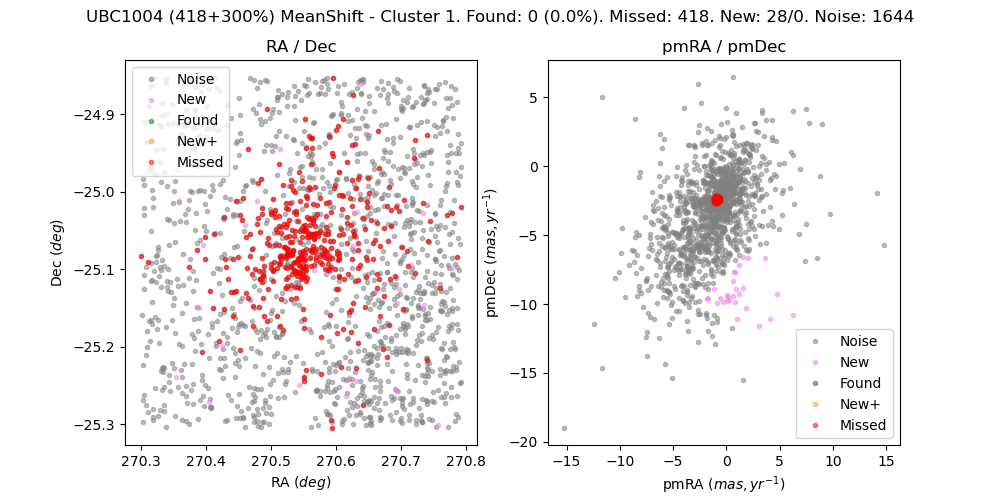 UBC1004 (418+300%) MeanShift - Cluster 1. Found: 0 (0.0%). Missed: 418. New: 28/0. Noise: 1644
RA / Dec
−24.9
−25.0
−25.1
−25.2
−25.3
Dec (deg)
Noise
New
Found
New+
Missed
270.3 270.4 270.5 270.6 270.7 270.8
RA (deg)
pmRA / pmDec
5
0
−5
−10
−15
−20
pmDec (mas, yr⁻¹)
Noise
New
Found
New+
Missed
−15 −10 −5 0 5 10 15
pmRA (mas, yr⁻¹)